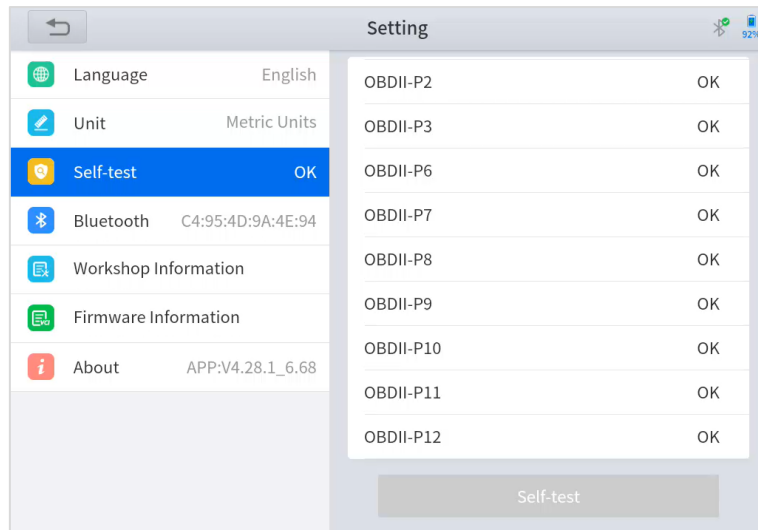 Setting
92%
Language English
Unit Metric Units
Self-test OK
Bluetooth C4:95:4D:9A:4E:94
Workshop Information
Firmware Information
About APP:V4.28.1_6.68
OBDII-P2 OK
OBDII-P3 OK
OBDII-P6 OK
OBDII-P7 OK
OBDII-P8 OK
OBDII-P9 OK
OBDII-P10 OK
OBDII-P11 OK
OBDII-P12 OK
Self-test